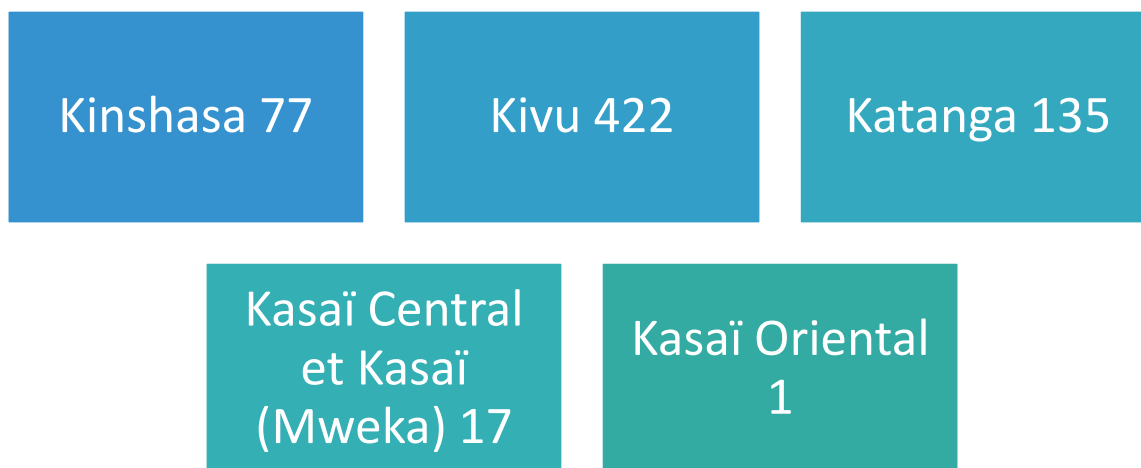 Kinshasa 77
Kivu 422
Katanga 135
Kasaï Central
et Kasaï
(Mweka) 17
Kasaï Oriental
1